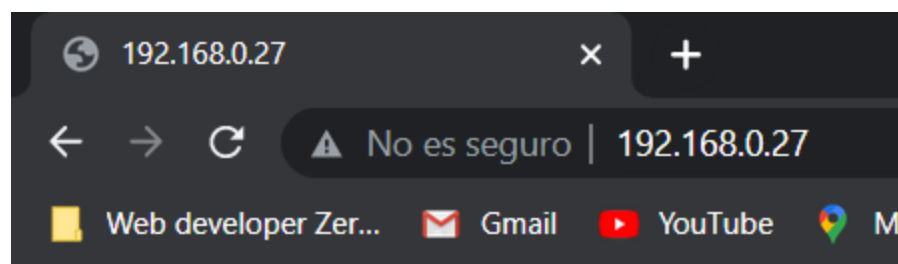 192.168.0.27
No es seguro | 192.168.0.27
Web developer Zer... Gmail YouTube M